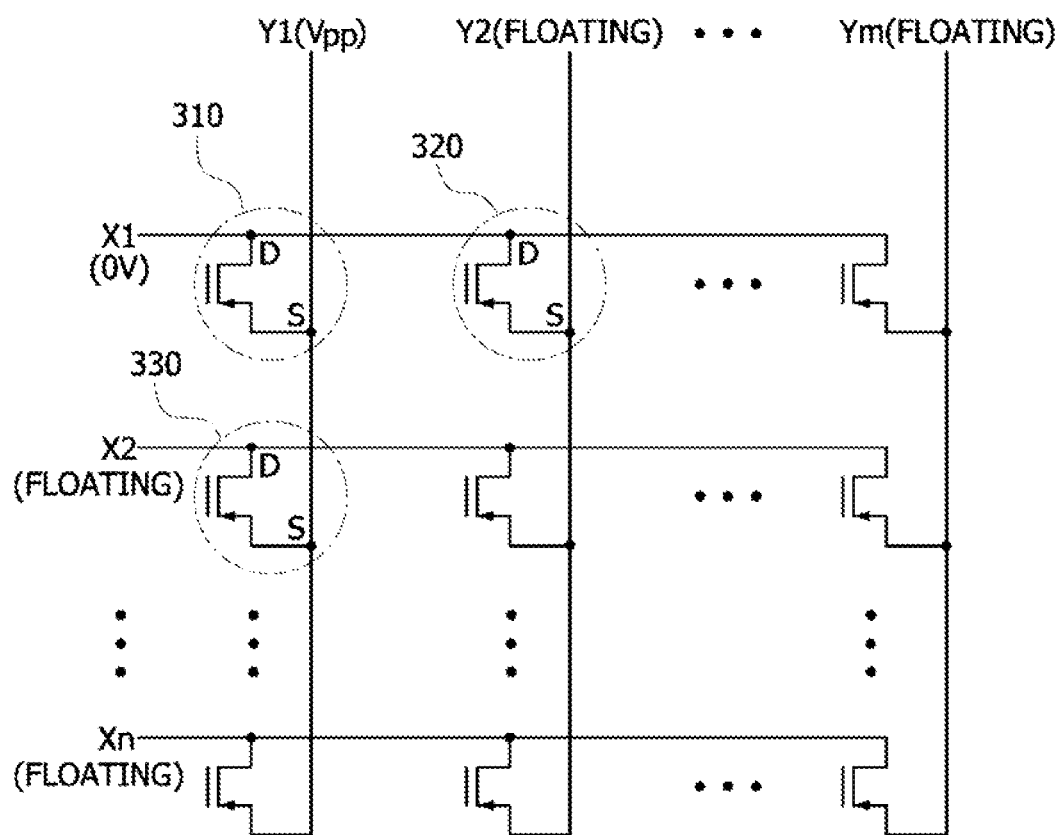 Y1(Vpp) Y2(FLOATING) • • • Ym(FLOATING)
310
320
X1
(0V)
D
S
D
S
• • •
330
X2
(FLOATING)
D
S
• • •
Xn
(FLOATING)
• • •